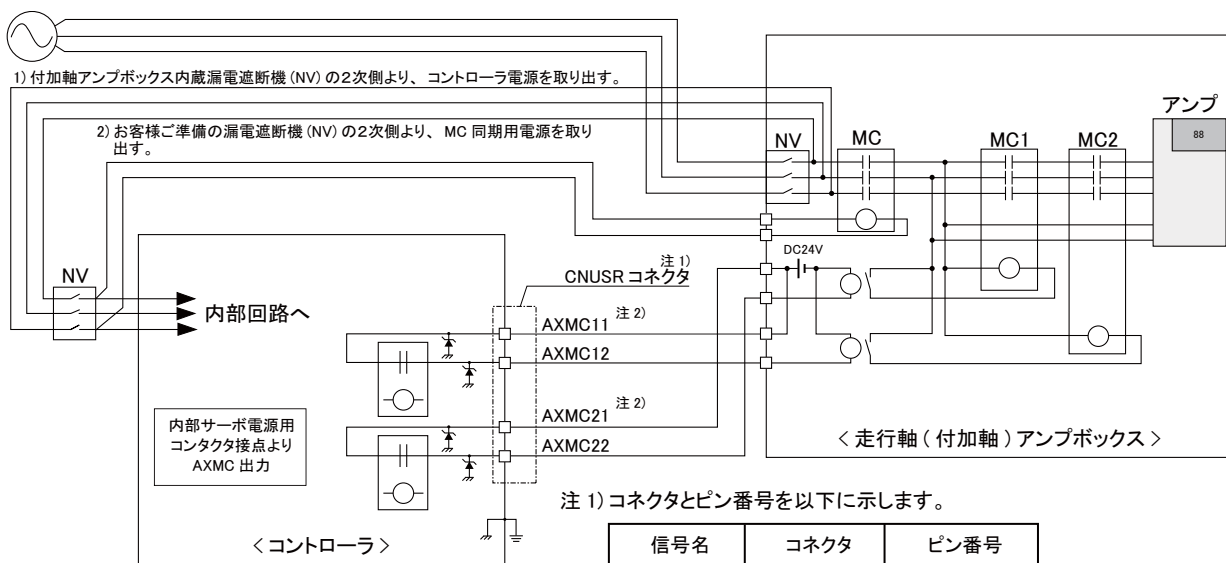 1) 付加軸アンプボックス内蔵漏電遮断機 (NV) の２次側より、コントローラ電源を取り出す。
2) お客様ご準備の漏電遮断機 (NV) の２次側より、MC 同期用電源を取り
出す。
アンプ
88
NV
MC
MC1
MC2
DC24V
NV
内部回路へ
注 1)
CNUSR コネクタ
AXMC11 注 2)
AXMC12
AXMC21 注 2)
AXMC22
内部サーボ電源用
コンタクタ接点より
AXMC 出力
＜走行軸 ( 付加軸 ) アンプボックス＞
＜コントローラ＞
注 1) コネクタとピン番号を以下に示します。
信号名 コネクタ ピン番号